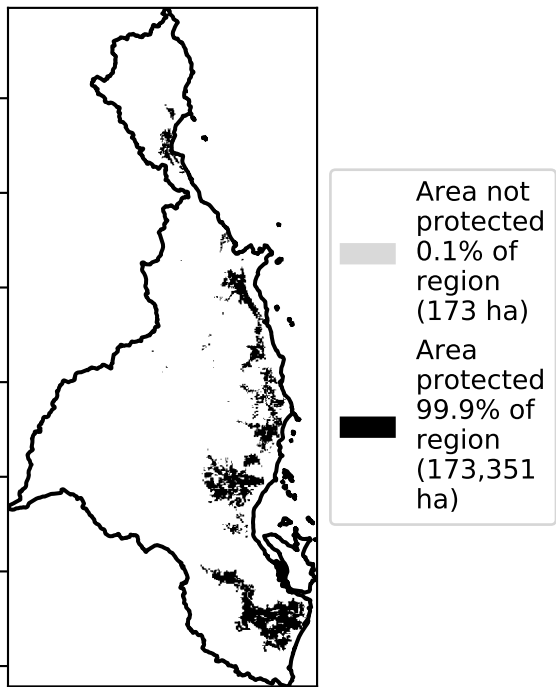 Area not
protected
0.1% of
region
(173 ha)
Area
protected
99.9% of
region
(173,351
ha)